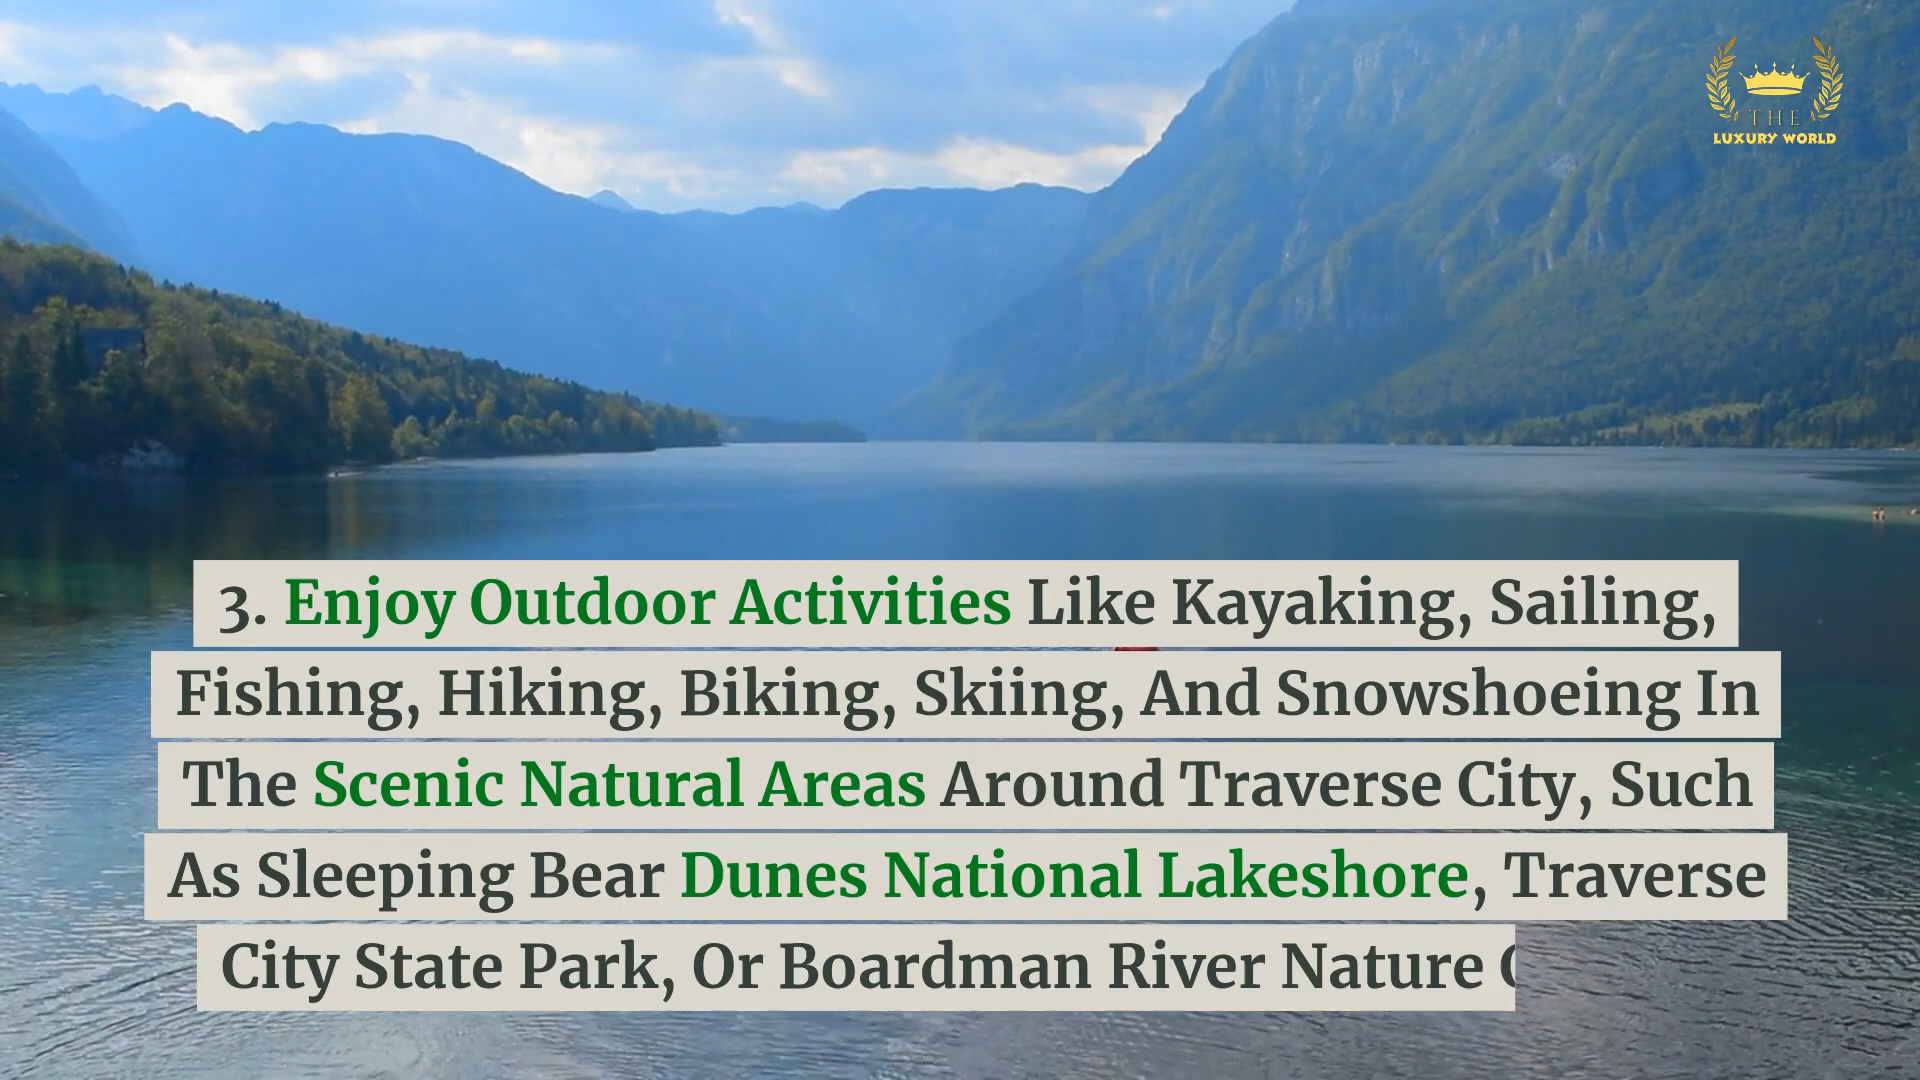 THE
LUXURY WORLD
3. Enjoy Outdoor Activities Like Kayaking, Sailing,
Fishing, Hiking, Biking, Skiing, And Snowshoeing In
The Scenic Natural Areas Around Traverse City, Such
As Sleeping Bear Dunes National Lakeshore, Traverse
City State Park, Or Boardman River Nature